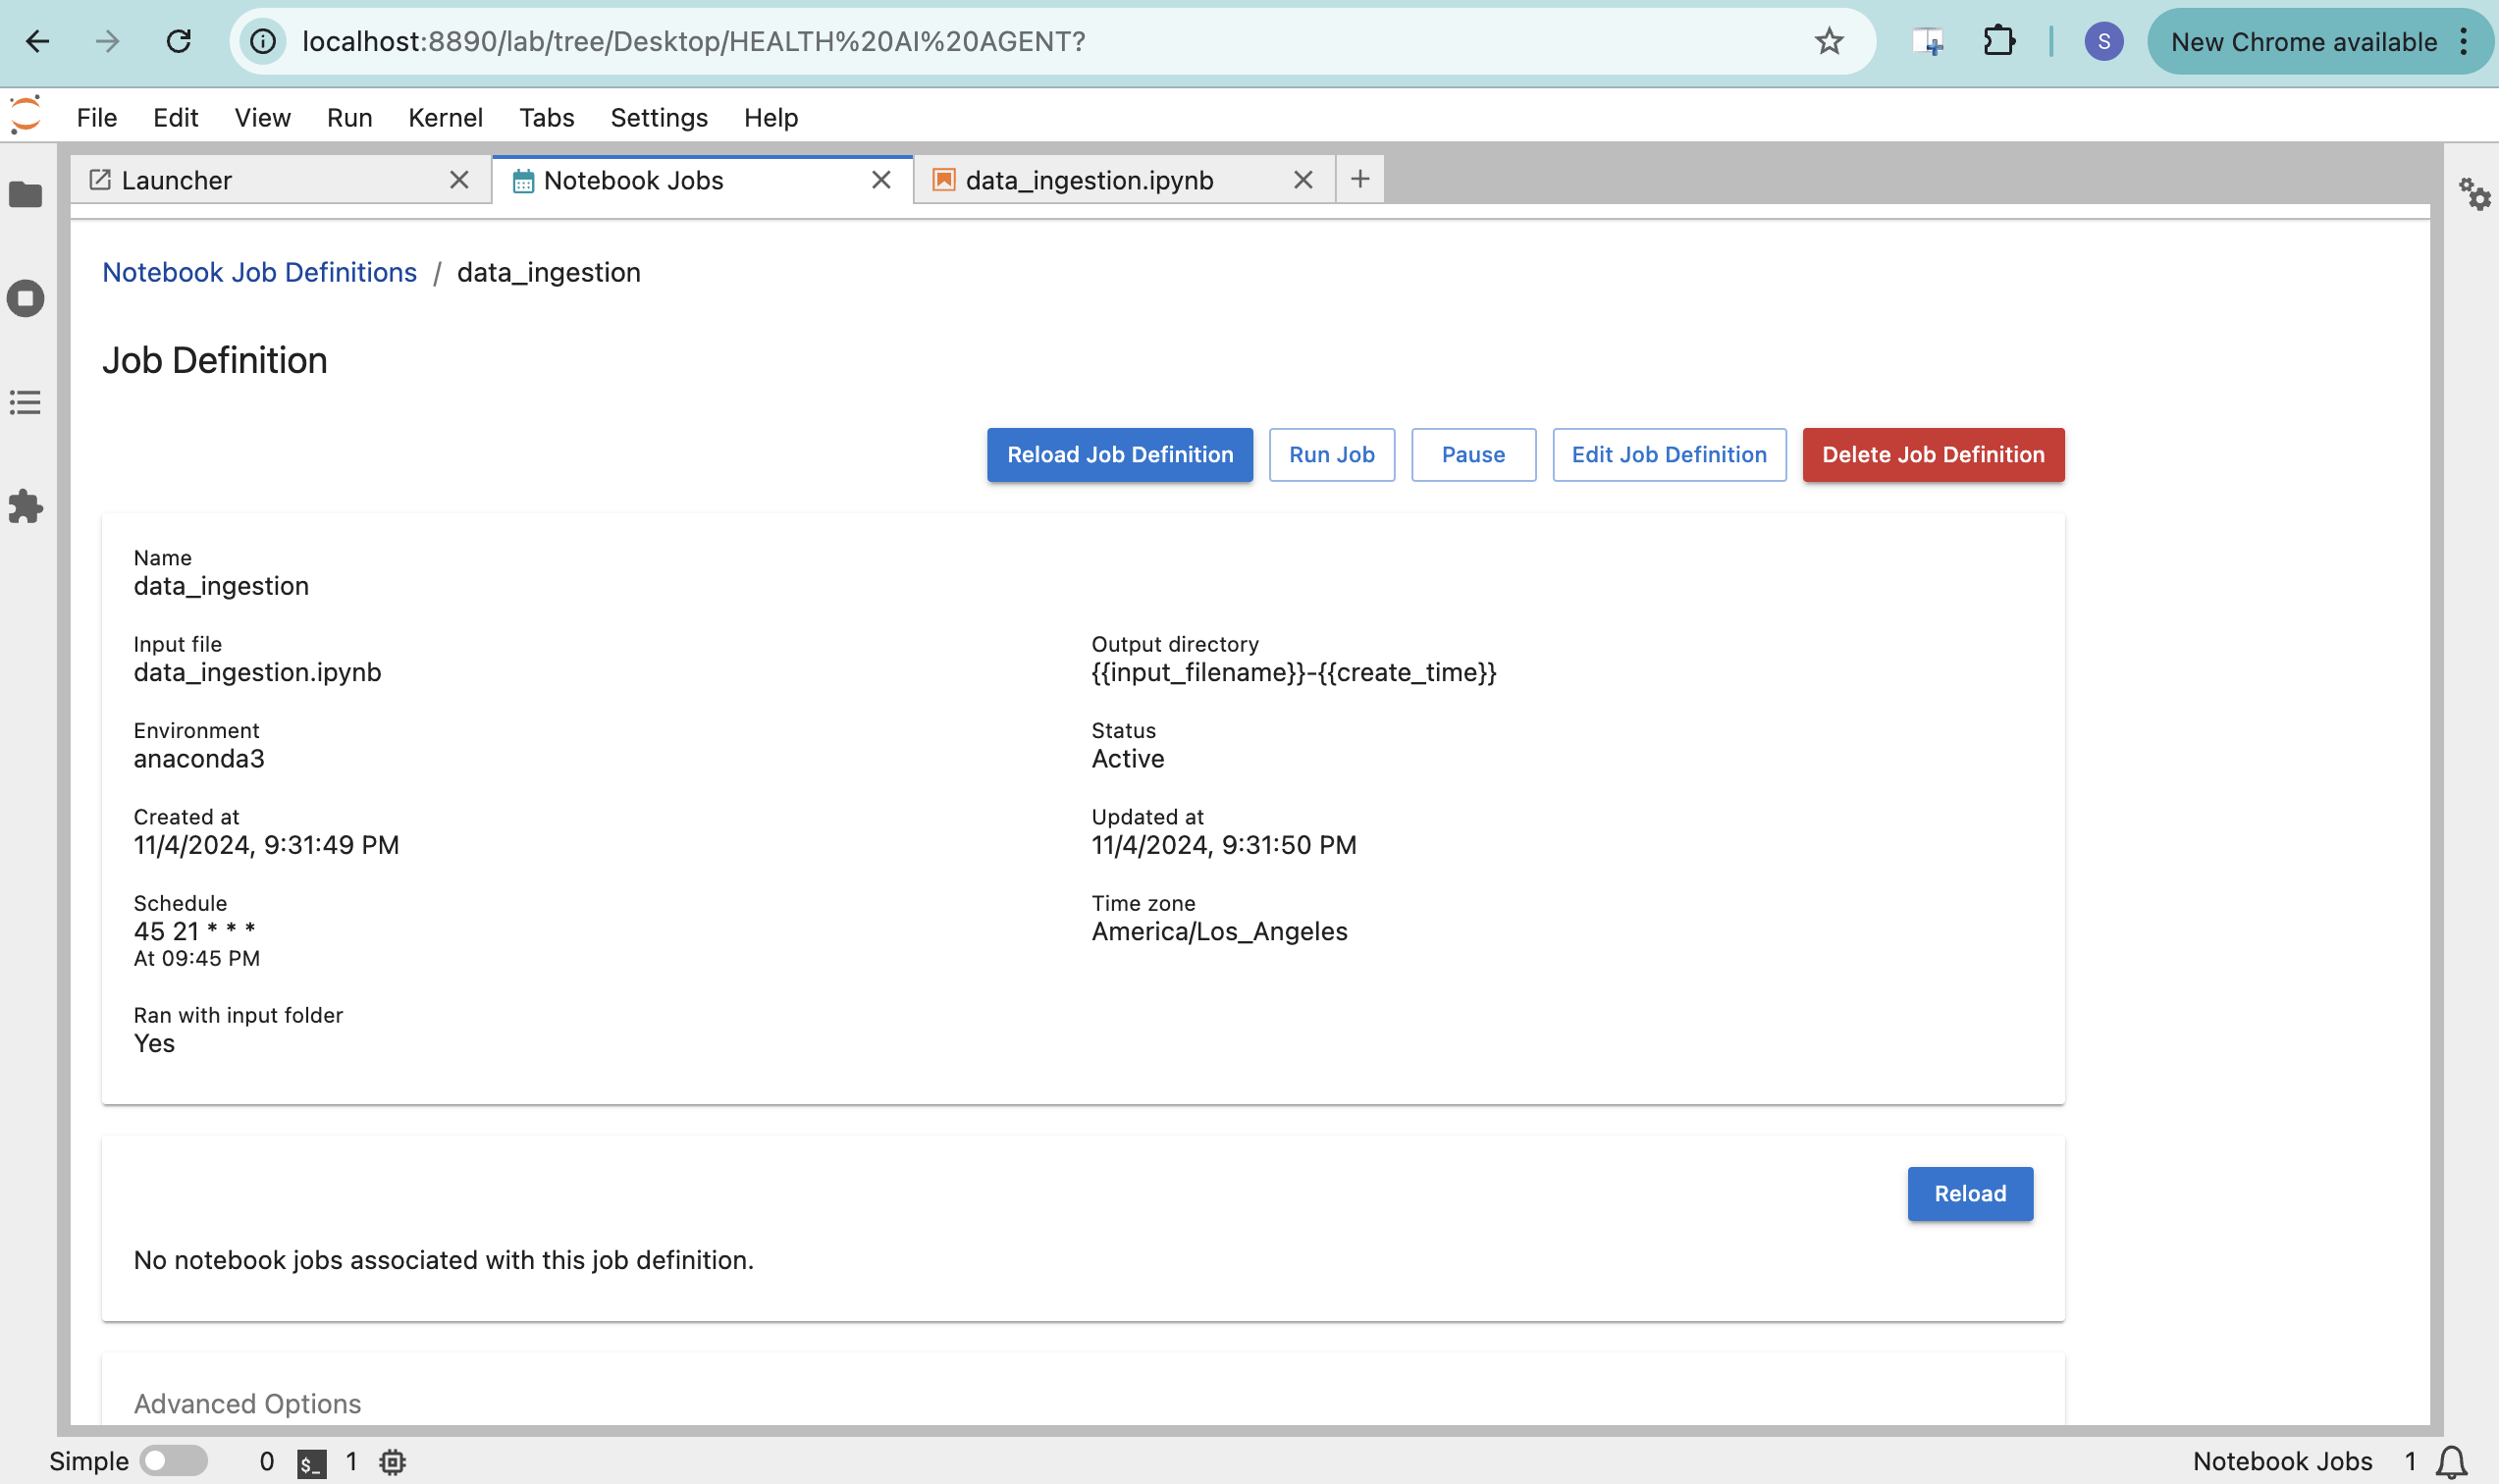 localhost:8890/lab/tree/Desktop/HEALTH%20AI%20AGENT?
S
New Chrome available
File Edit View Run Kernel Tabs Settings Help
Launcher
Notebook Jobs
data_ingestion.ipynb
Notebook Job Definitions / data_ingestion
Job Definition
Reload Job Definition
Run Job
Pause
Edit Job Definition
Delete Job Definition
Name
data_ingestion
Input file
data_ingestion.ipynb
Output directory
{{input_filename}}-{{create_time}}
Environment
anaconda3
Status
Active
Created at
11/4/2024, 9:31:49 PM
Updated at
11/4/2024, 9:31:50 PM
Schedule
45 21 * * *
At 09:45 PM
Time zone
America/Los_Angeles
Ran with input folder
Yes
Reload
No notebook jobs associated with this job definition.
Advanced Options
Simple 0 $_ 1
Notebook Jobs 1